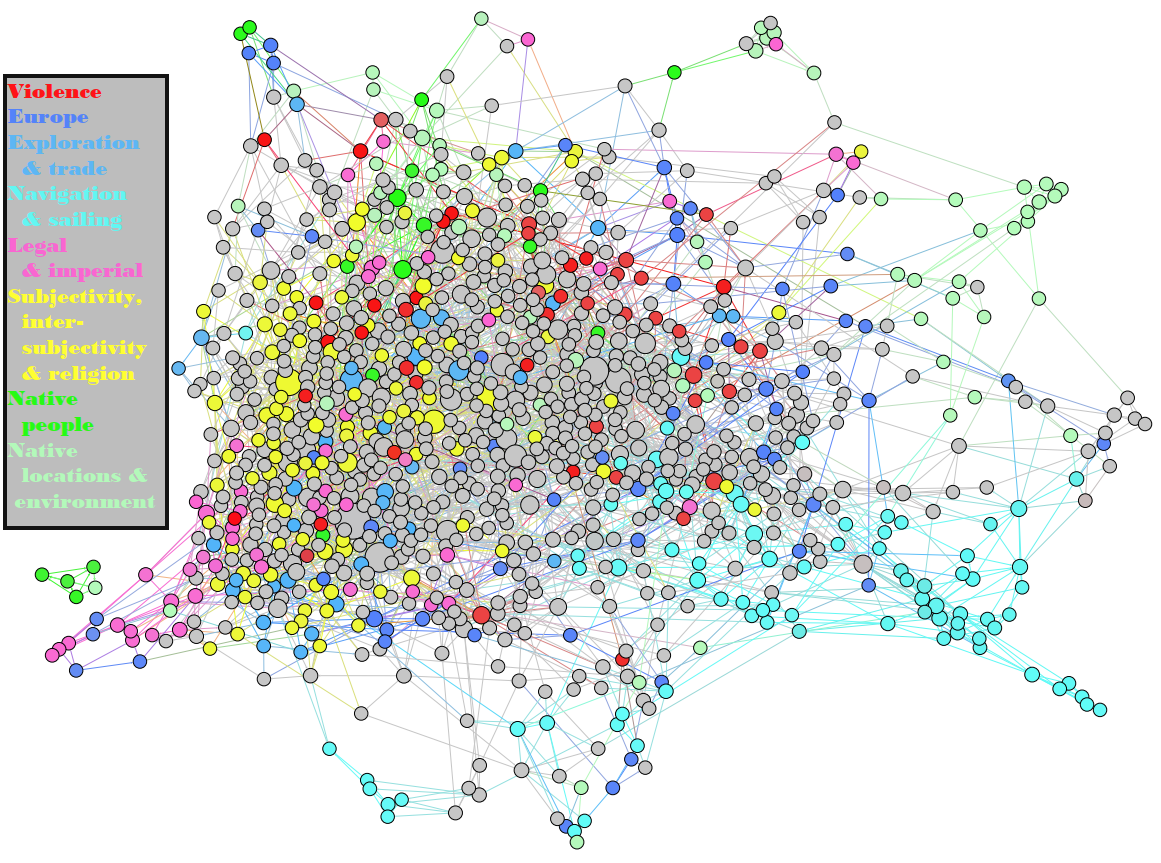 Violence
Europe
Exploration
& trade
Navigation
& sailing
Legal
& imperial
Subjectivity,
inter-
subjectivity
& religion
Native
people
Native
locations &
environment